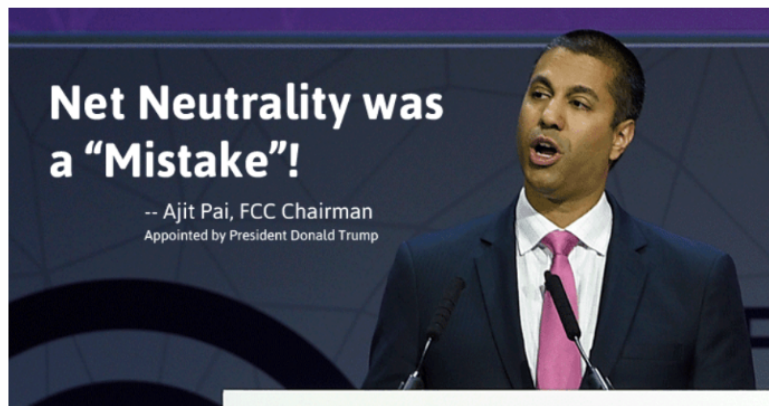 Net Neutrality was
a “Mistake”!
-- Ajit Pai, FCC Chairman
Appointed by President Donald Trump